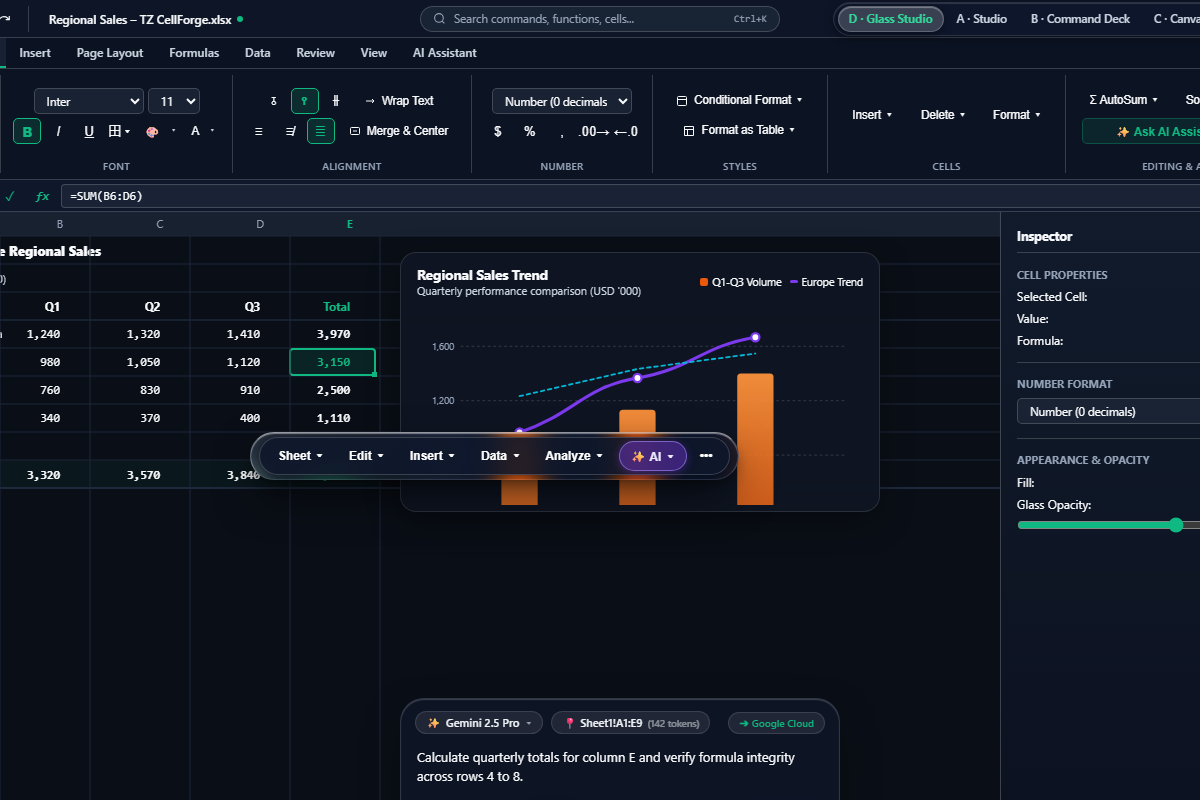 Regional Sales – TZ CellForge.xlsx
Search commands, functions, cells...
Ctrl+K
D · Glass Studio
A · Studio
B · Command Deck
C · Canva
Insert
Page Layout
Formulas
Data
Review
View
AI Assistant
Inter
11
Wrap Text
Number (0 decimals
Conditional Format
Σ AutoSum
So
B
I
U
A
Merge & Center
$
%
,
.00→
←.0
Format as Table
Insert
Delete
Format
Ask AI Assis
FONT
ALIGNMENT
NUMBER
STYLES
CELLS
EDITING & A
fx
=SUM(B6:D6)
B
C
D
E
e Regional Sales
0)
Q1
Q2
Q3
Total
1,240
1,320
1,410
3,970
980
1,050
1,120
3,150
760
830
910
2,500
340
370
400
1,110
3,320
3,570
3,840
Regional Sales Trend
Quarterly performance comparison (USD '000)
Q1-Q3 Volume
Europe Trend
1,600
1,200
Sheet
Edit
Insert
Data
Analyze
AI
•••
Inspector
CELL PROPERTIES
Selected Cell:
Value:
Formula:
NUMBER FORMAT
Number (0 decimals)
APPEARANCE & OPACITY
Fill:
Glass Opacity:
Gemini 2.5 Pro
Sheet1!A1:E9 (142 tokens)
Google Cloud
Calculate quarterly totals for column E and verify formula integrity
across rows 4 to 8.